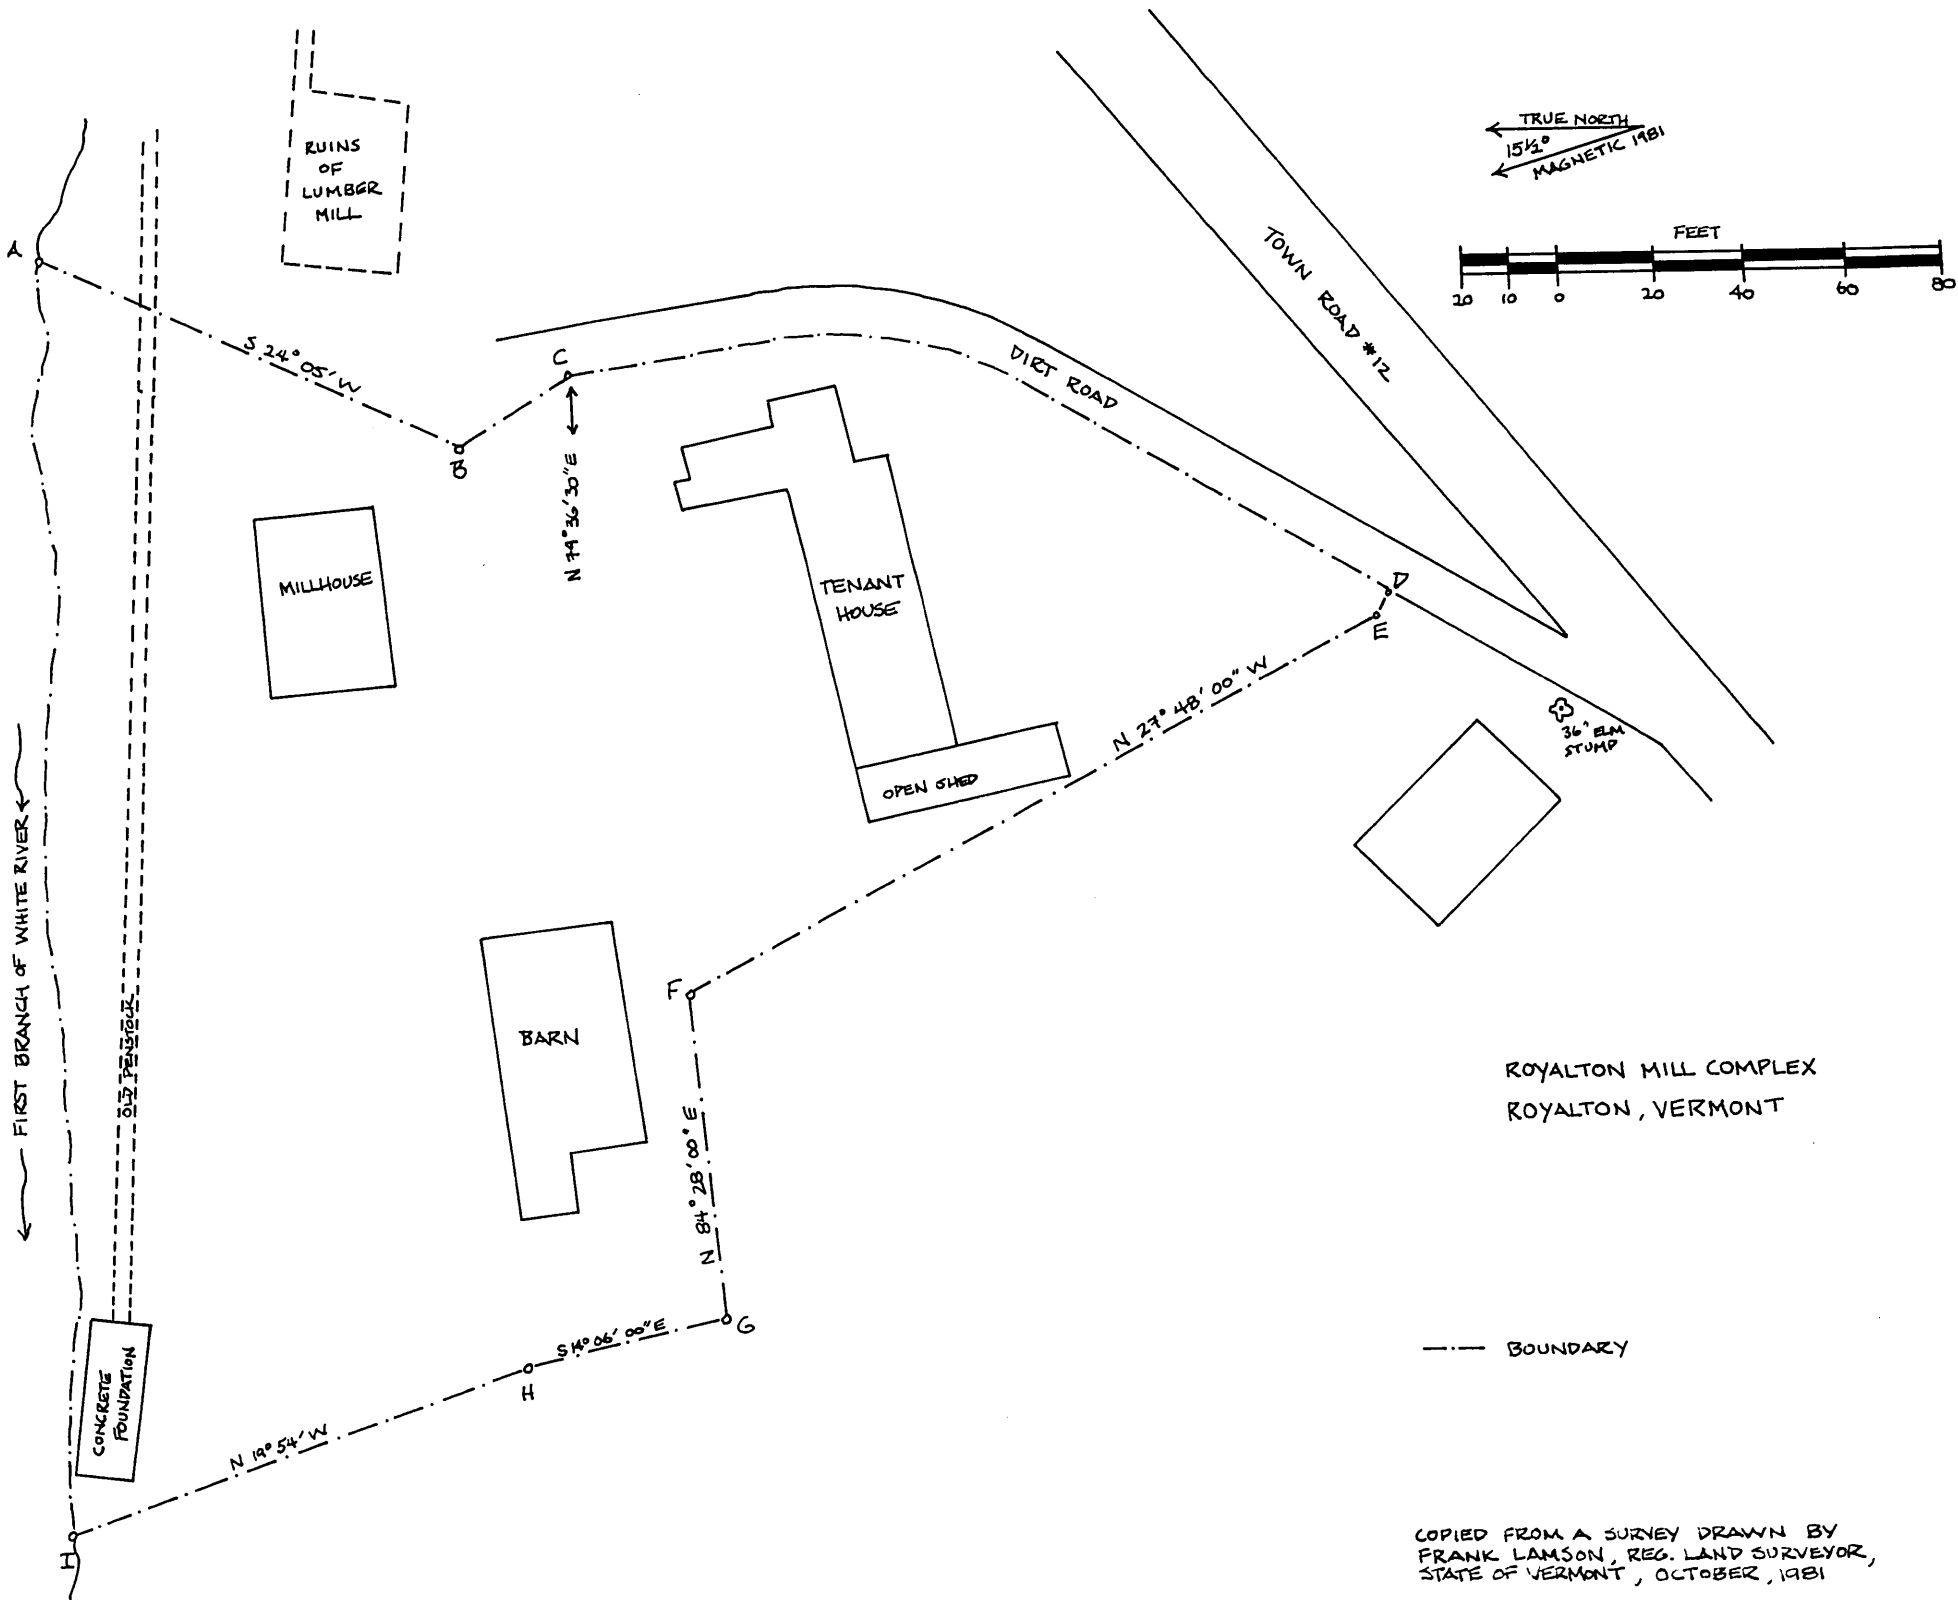 RUINS
OF
LUMBER
MILL
TRUE NORTH
15½°
MAGNETIC 1981
FEET
20 10 0 20 40 60 80
TOWN ROAD #12
A
S 24° 05' W
B
C
DIRT ROAD
N 79° 36' 30" E
MILLHOUSE
TENANT
HOUSE
D
E
N 27° 48' 00" W
36" ELM
STUMP
OPEN SHED
FIRST BRANCH OF WHITE RIVER
OLD PENSTOCK
F
BARN
N 84° 28' 00" E
ROYALTON MILL COMPLEX
ROYALTON, VERMONT
G
S 14° 06' 00" E
H
BOUNDARY
CONCRETE
FOUNDATION
N 19° 54' W
I
COPIED FROM A SURVEY DRAWN BY
FRANK LAMSON, REG. LAND SURVEYOR,
STATE OF VERMONT, OCTOBER, 1981